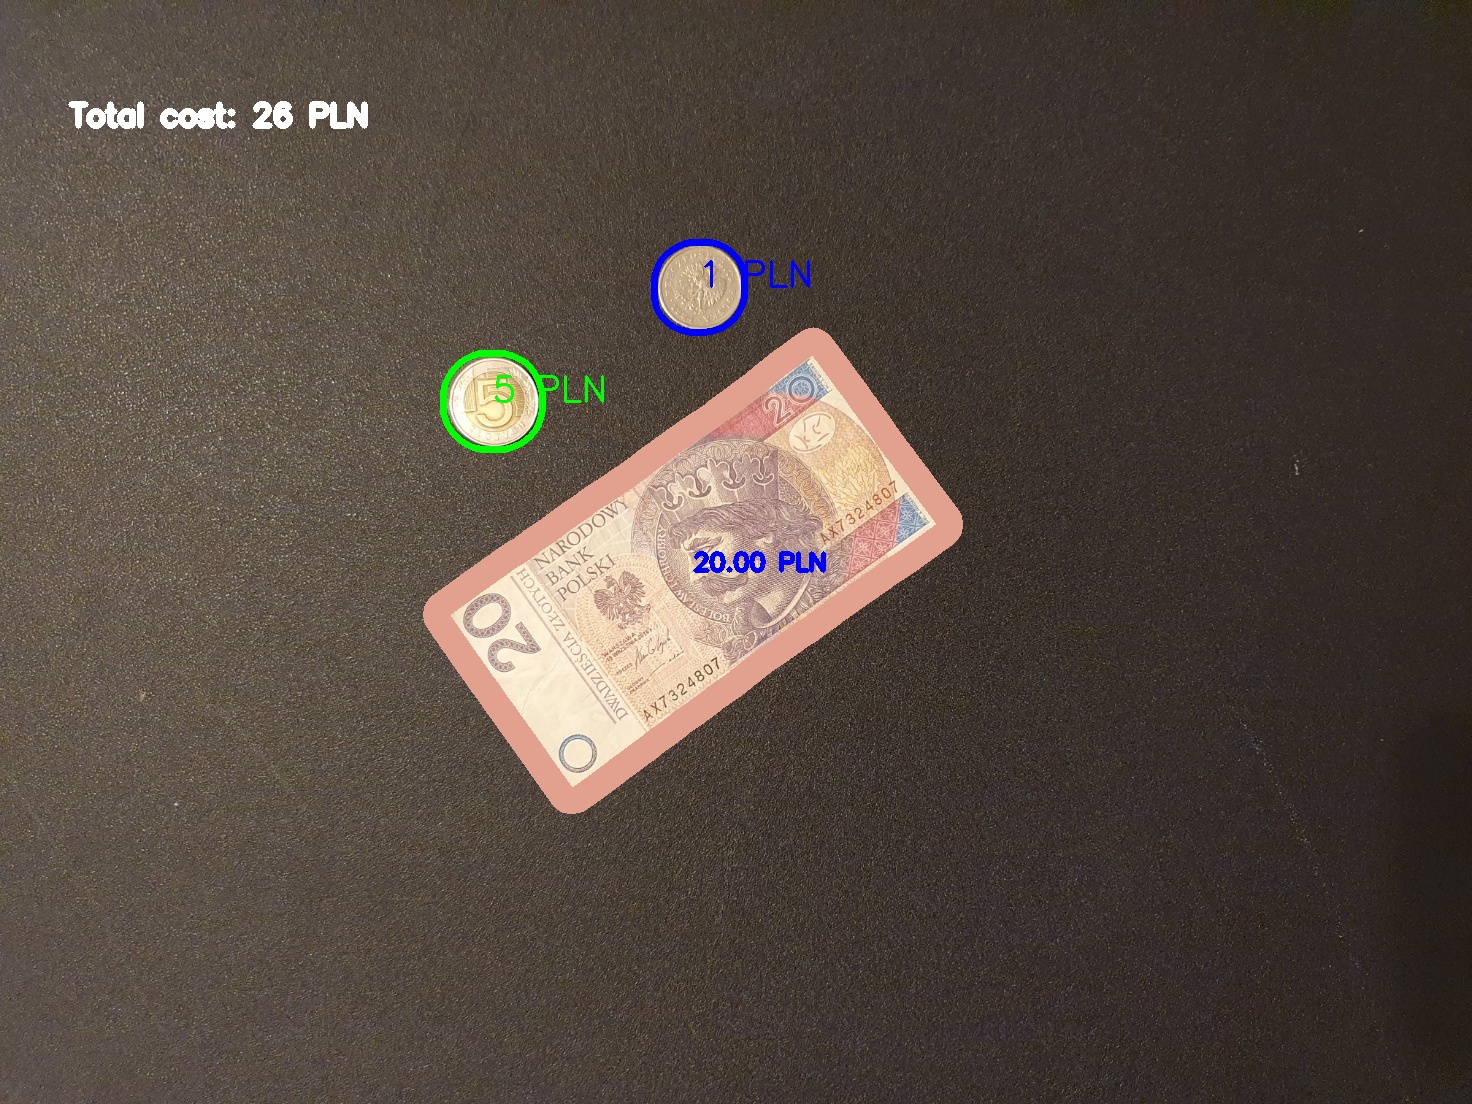 Total cost: 26 PLN
1 PLN
5 PLN
20
20.00 PLN
AX7324807
NARODOWY
BANK
POLSKI
DWADZIEŚCIA ZŁOTYCH
20
AX7324807